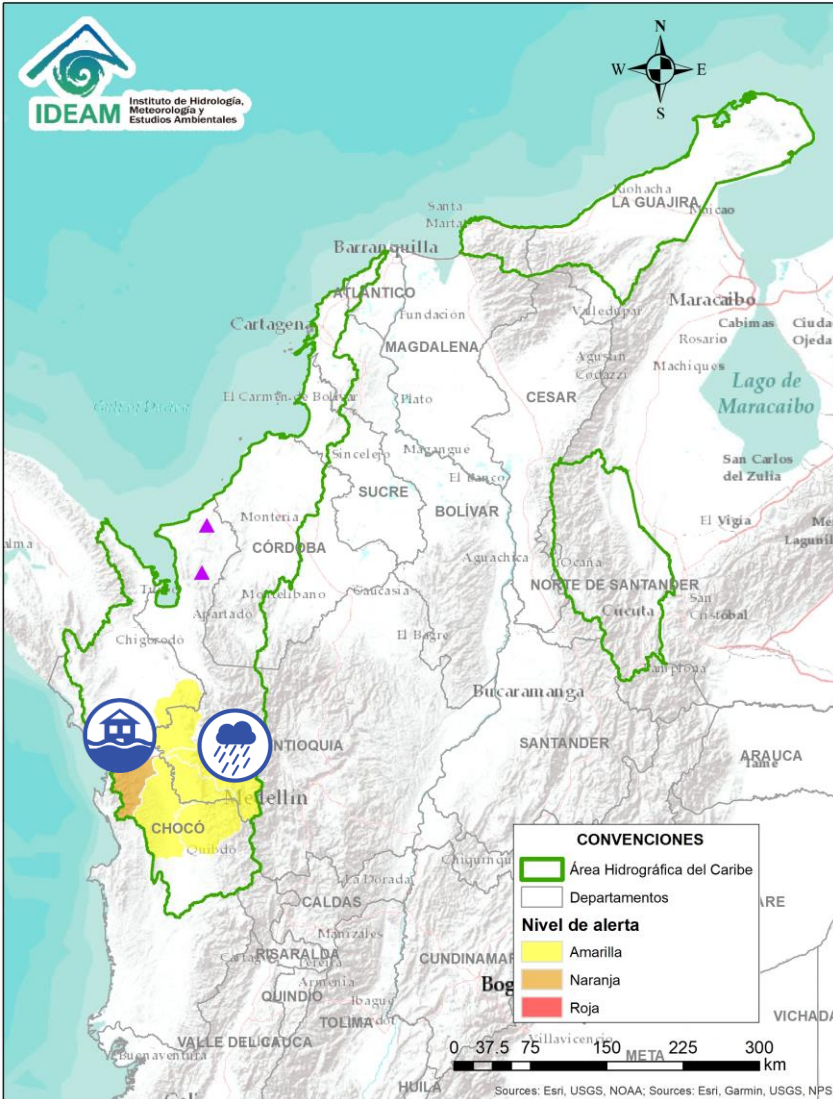 IDEAM
Instituto de Hidrología,
Meteorología y
Estudios Ambientales
N
W
E
S
Riohacha
LA GUAJIRA
Maicao
Santa
Marta
Barranquilla
ATLÁNTICO
Maracaibo
Cabimas
Ciudad
Ojeda
Cartagena
Fundación
Valledupar
Rosario
MAGDALENA
Agustín
Codazzi
Machiques
CESAR
Lago de
Maracaibo
El Carmen de Bolívar
Plato
Sincelejo
Magangué
San Carlos
del Zulia
SUCRE
El Banco
Montería
BOLÍVAR
El Vigía
CÓRDOBA
Aguachica
Ocaña
NORTE DE SANTANDER
Montelíbano
Caucasia
San
Cristóbal
Cucuta
Apartadó
Chigorodó
El Bagre
Pamplona
Bucaramanga
ANTIOQUIA
SANTANDER
ARAUCA
Tame
Medellín
CHOCÓ
Quibdó
CONVENCIONES
Área Hidrográfica del Caribe
Departamentos
Nivel de alerta
Amarilla
Naranja
Roja
La Dorada
CALDAS
Manizales
RISARALDA
Pereira
Armenia
QUINDIO
Ibagué
TOLIMA
VALLE DEL CAUCA
Buenaventura
Villavicencio
META
VICHADA
HUILA
0 37.5 75 150 225 300
km
Sources: Esri, USGS, NOAA; Sources: Esri, Garmin, USGS, NPS